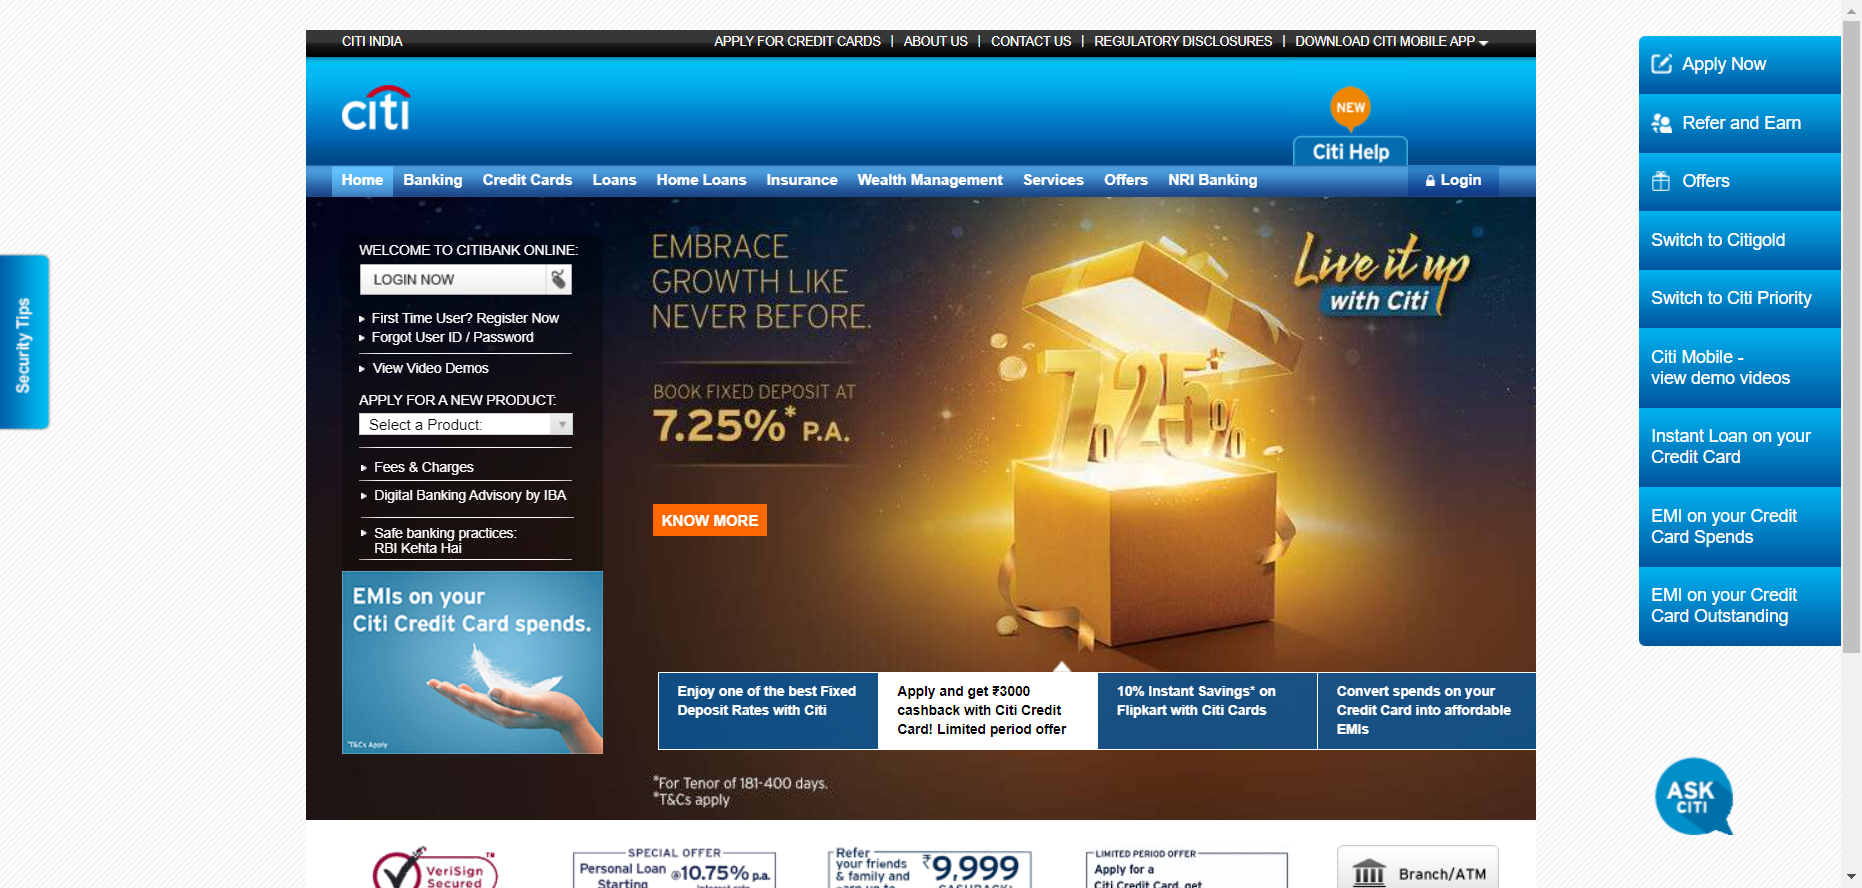 CITI INDIA
APPLY FOR CREDIT CARDS | ABOUT US | CONTACT US | REGULATORY DISCLOSURES | DOWNLOAD CITI MOBILE APP
citi
NEW
Citi Help
Home Banking Credit Cards Loans Home Loans Insurance Wealth Management Services Offers NRI Banking Login
Security Tips
WELCOME TO CITIBANK ONLINE:
LOGIN NOW
First Time User? Register Now
Forgot User ID / Password
View Video Demos
APPLY FOR A NEW PRODUCT:
Select a Product:
Fees & Charges
Digital Banking Advisory by IBA
Safe banking practices:
RBI Kehta Hai
EMIs on your
Citi Credit Card spends.
*T&Cs Apply
EMBRACE
GROWTH LIKE
NEVER BEFORE.
BOOK FIXED DEPOSIT AT
7.25%* P.A.
KNOW MORE
Live it up
with Citi
7.25%*
Enjoy one of the best Fixed
Deposit Rates with Citi
Apply and get ₹3000
cashback with Citi Credit
Card! Limited period offer
10% Instant Savings* on
Flipkart with Citi Cards
Convert spends on your
Credit Card into affordable
EMIs
*For Tenor of 181-400 days.
*T&Cs apply
VeriSign
Secured
TM
SPECIAL OFFER
Personal Loan @10.75% p.a.
Starting Interest rate
Refer
your friends
& family and
earn up to
₹9,999
CASHBACK!
LIMITED PERIOD OFFER
Apply for a
Citi Credit Card, get
Branch/ATM
Apply Now
Refer and Earn
Offers
Switch to Citigold
Switch to Citi Priority
Citi Mobile -
view demo videos
Instant Loan on your
Credit Card
EMI on your Credit
Card Spends
EMI on your Credit
Card Outstanding
ASK
CITI